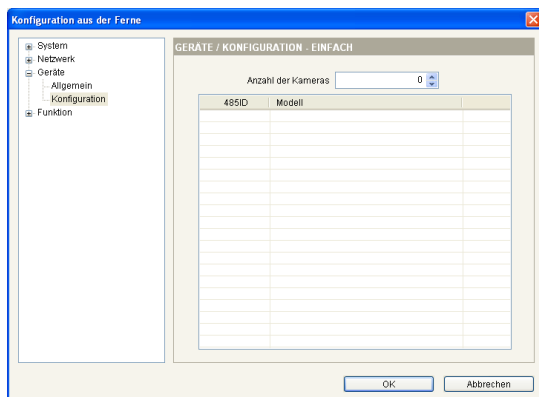 Konfiguration aus der Ferne
System
Netzwerk
Geräte
Allgemein
Konfiguration
Funktion
GERÄTE / KONFIGURATION - EINFACH
Anzahl der Kameras 0
485ID Modell
OK Abbrechen